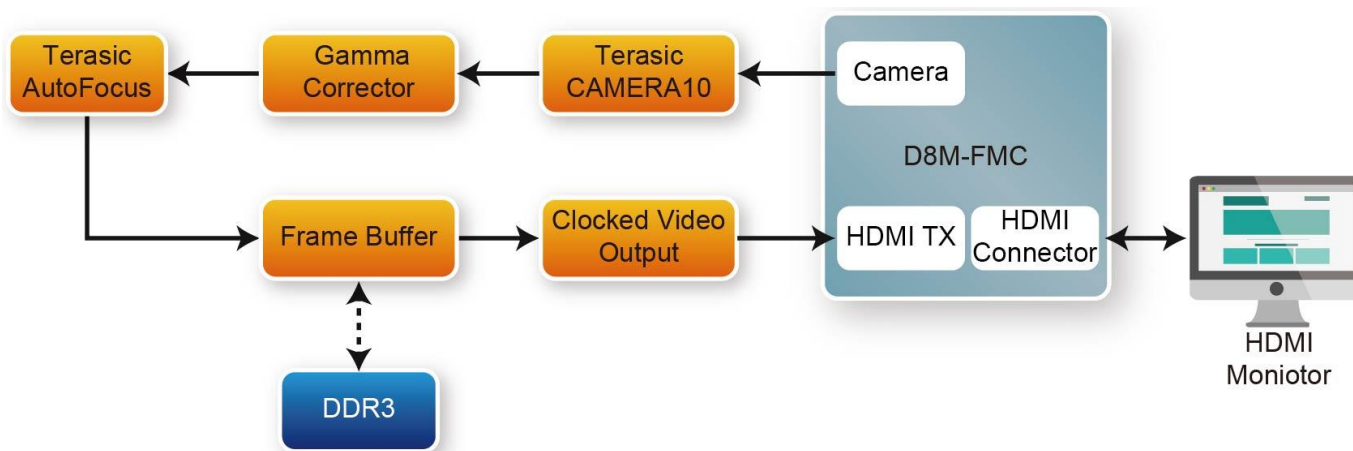 Terasic
AutoFocus
Gamma
Corrector
Terasic
CAMERA10
Camera
D8M-FMC
Frame Buffer
Clocked Video
Output
HDMI TX
HDMI
Connector
DDR3
HDMI
Moniotor